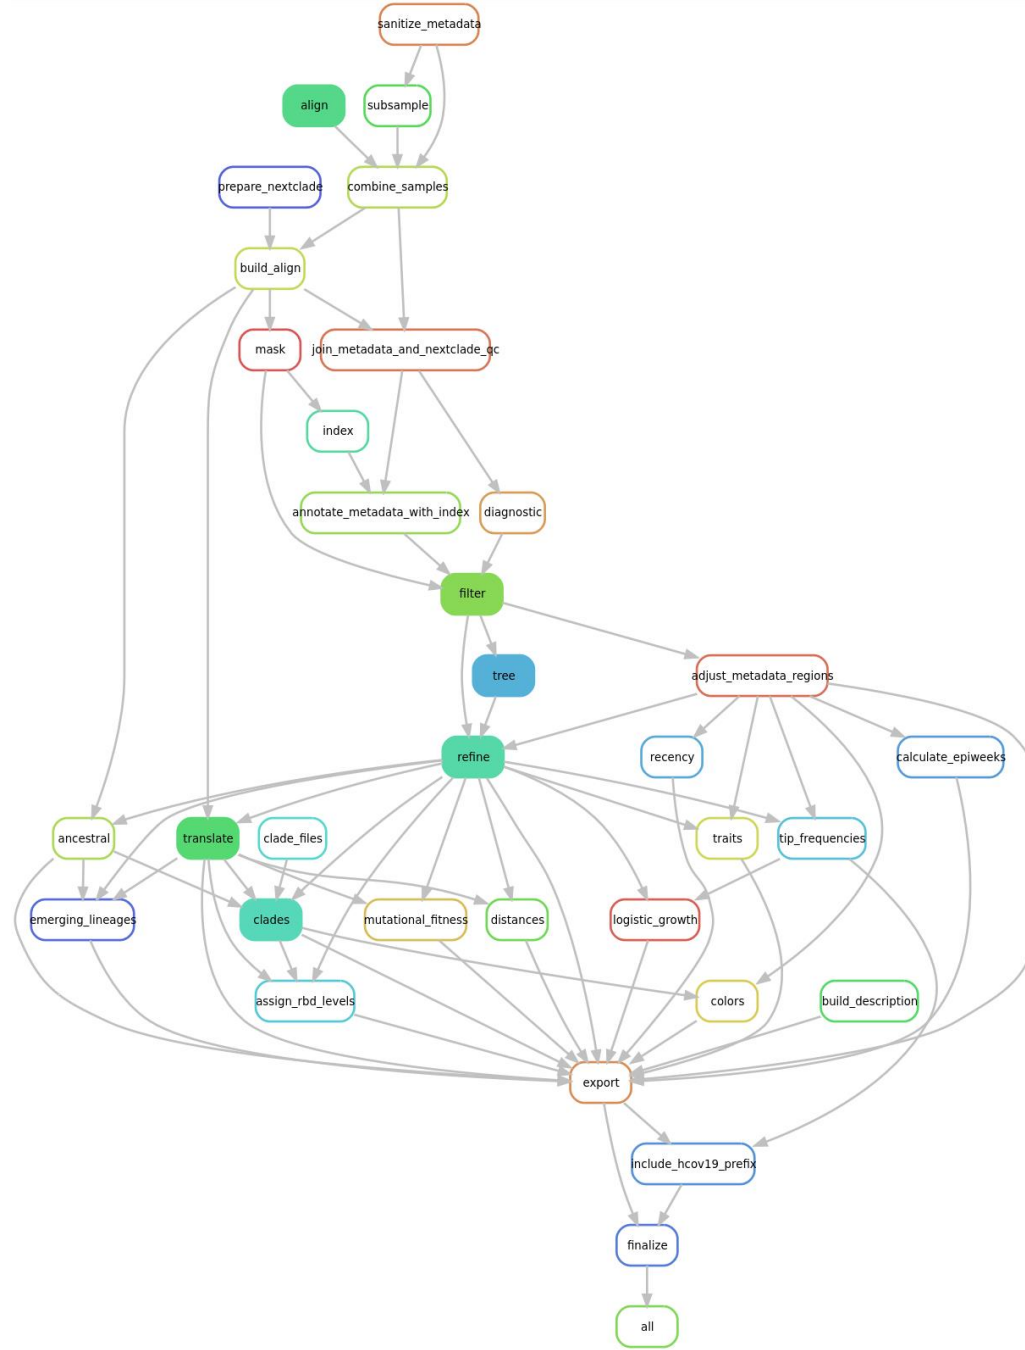 sanitize_metadata
align
subsample
prepare_nextclade
combine_samples
build_align
mask
join_metadata_and_nextclade_qc
index
annotate_metadata_with_index
diagnostic
filter
tree
adjust_metadata_regions
refine
recency
calculate_epiweeks
ancestral
translate
clade_files
traits
tip_frequencies
emerging_lineages
clades
mutational_fitness
distances
logistic_growth
assign_rbd_levels
colors
build_description
export
include_hcov19_prefix
finalize
all